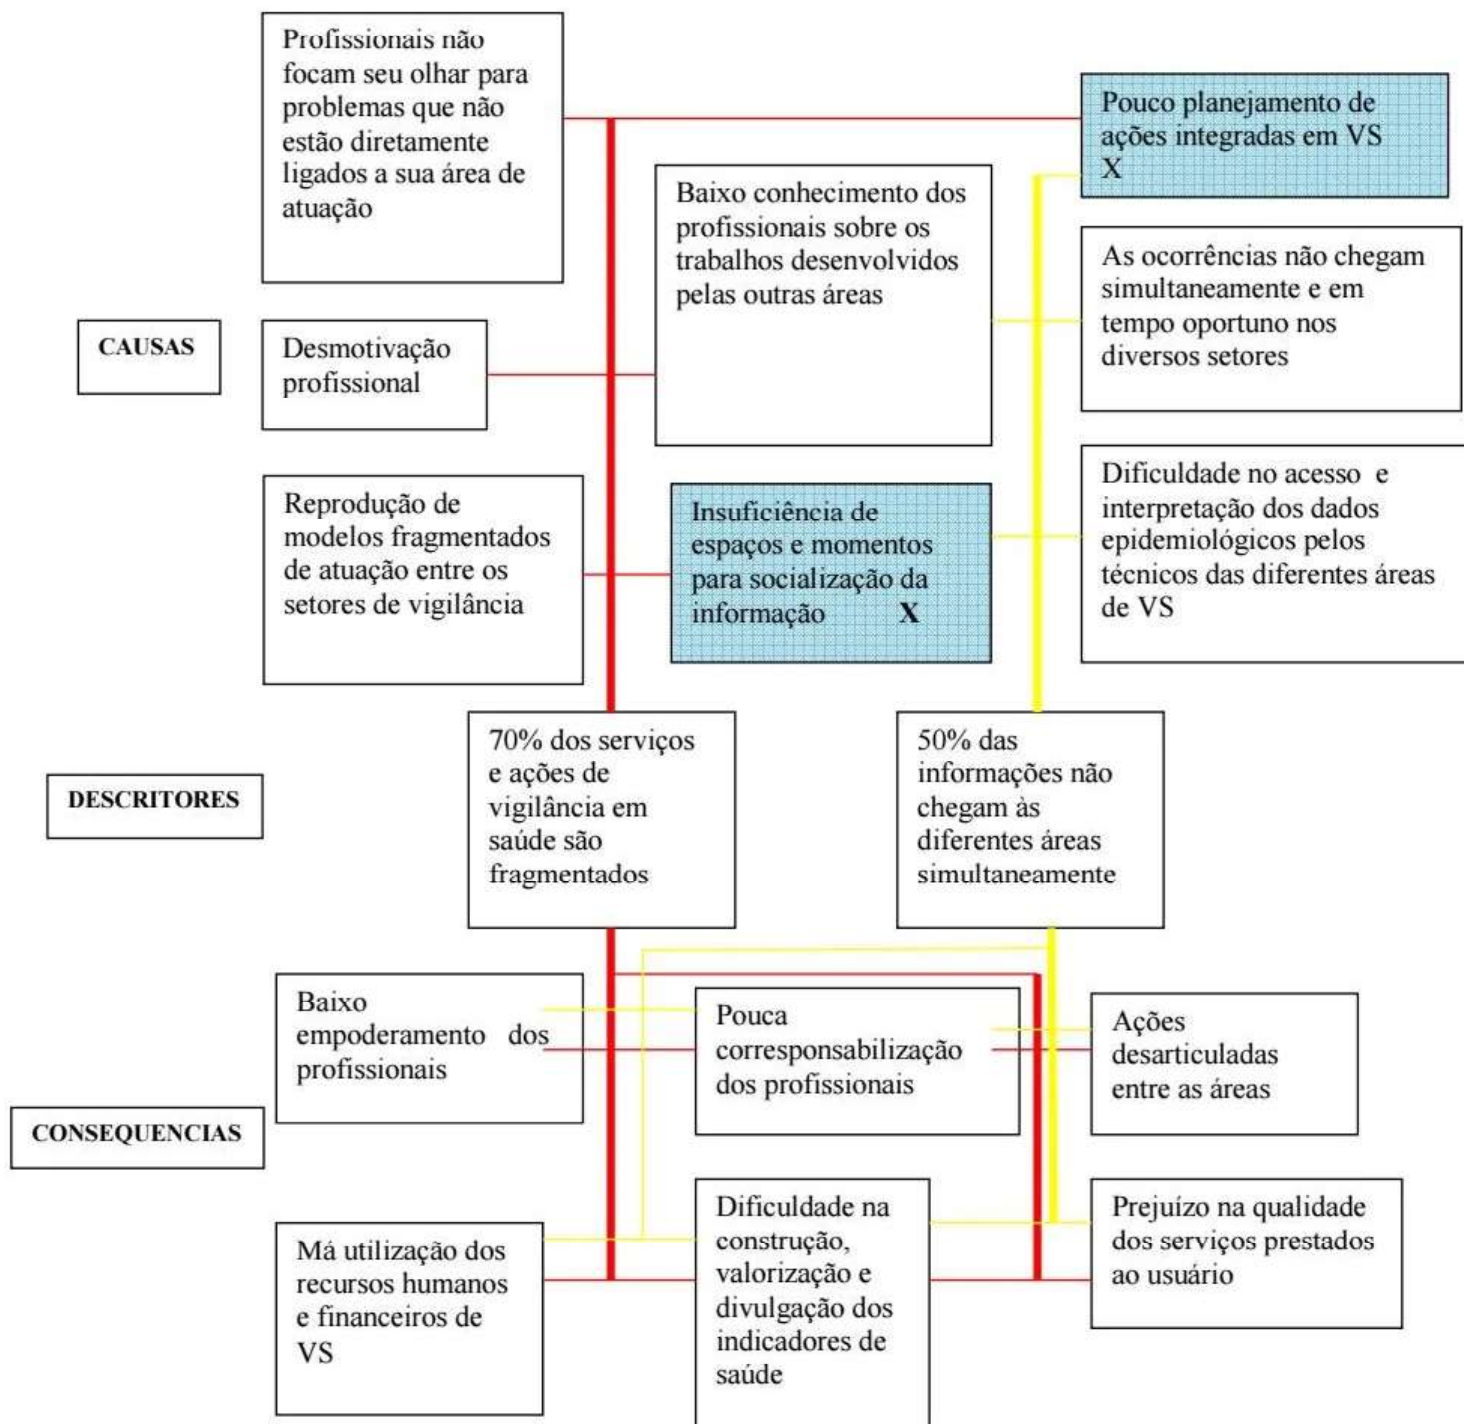 Profissionais não
focam seu olhar para
problemas que não
estão diretamente
ligados a sua área de
atuação
Pouco planejamento de
ações integradas em VS
X
Baixo conhecimento dos
profissionais sobre os
trabalhos desenvolvidos
pelas outras áreas
As ocorrências não chegam
simultaneamente e em
tempo oportuno nos
diversos setores
CAUSAS
Desmotivação
profissional
Reprodução de
modelos fragmentados
de atuação entre os
setores de vigilância
Insuficiência de
espaços e momentos
para socialização da
informação X
Dificuldade no acesso e
interpretação dos dados
epidemiológicos pelos
técnicos das diferentes áreas
de VS
DESCRITORES
70% dos serviços
e ações de
vigilância em
saúde são
fragmentados
50% das
informações não
chegam às
diferentes áreas
simultaneamente
Baixo
empoderamento dos
profissionais
Pouca
corresponsabilização
dos profissionais
Ações
desarticuladas
entre as áreas
CONSEQUENCIAS
Má utilização dos
recursos humanos
e financeiros de
VS
Dificuldade na
construção,
valorização e
divulgação dos
indicadores de
saúde
Prejuízo na qualidade
dos serviços prestados
ao usuário